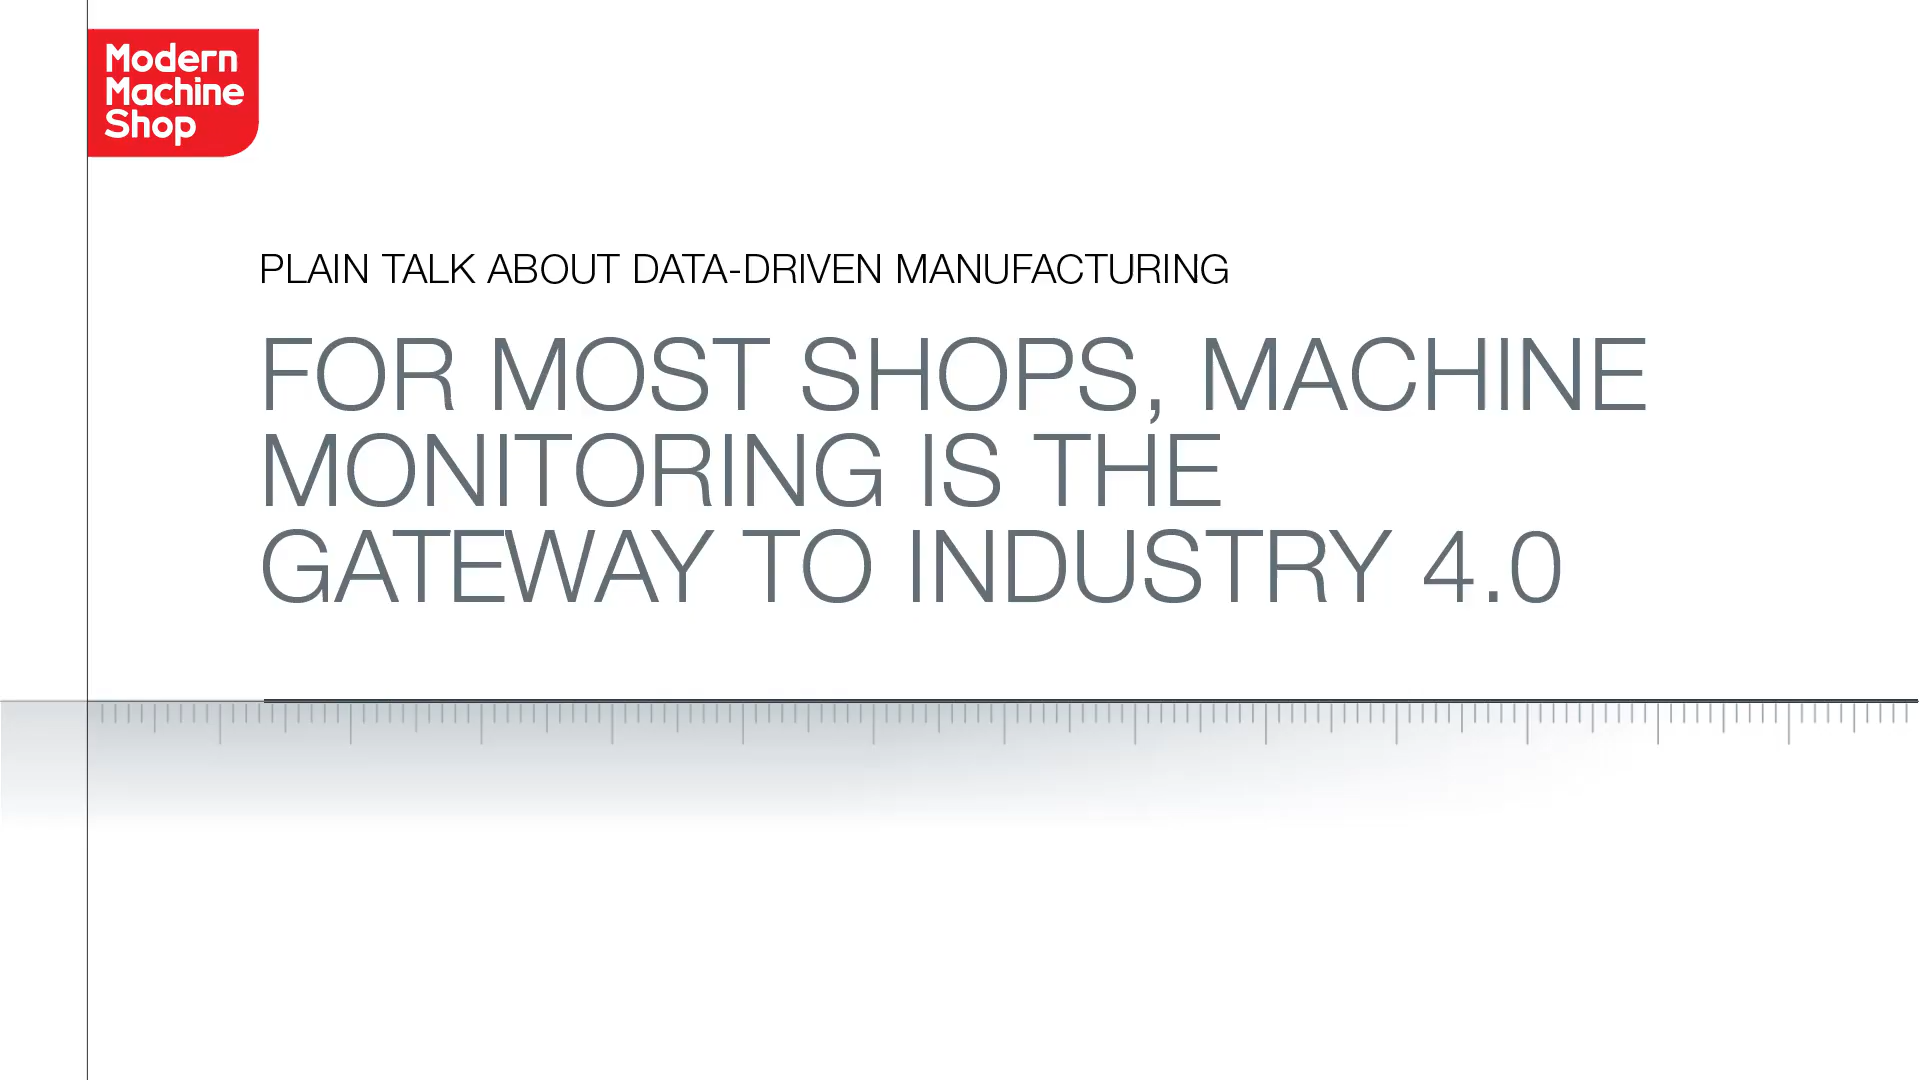 Modern
Machine
Shop
PLAIN TALK ABOUT DATA-DRIVEN MANUFACTURING
FOR MOST SHOPS, MACHINE
MONITORING IS THE
GATEWAY TO INDUSTRY 4.0